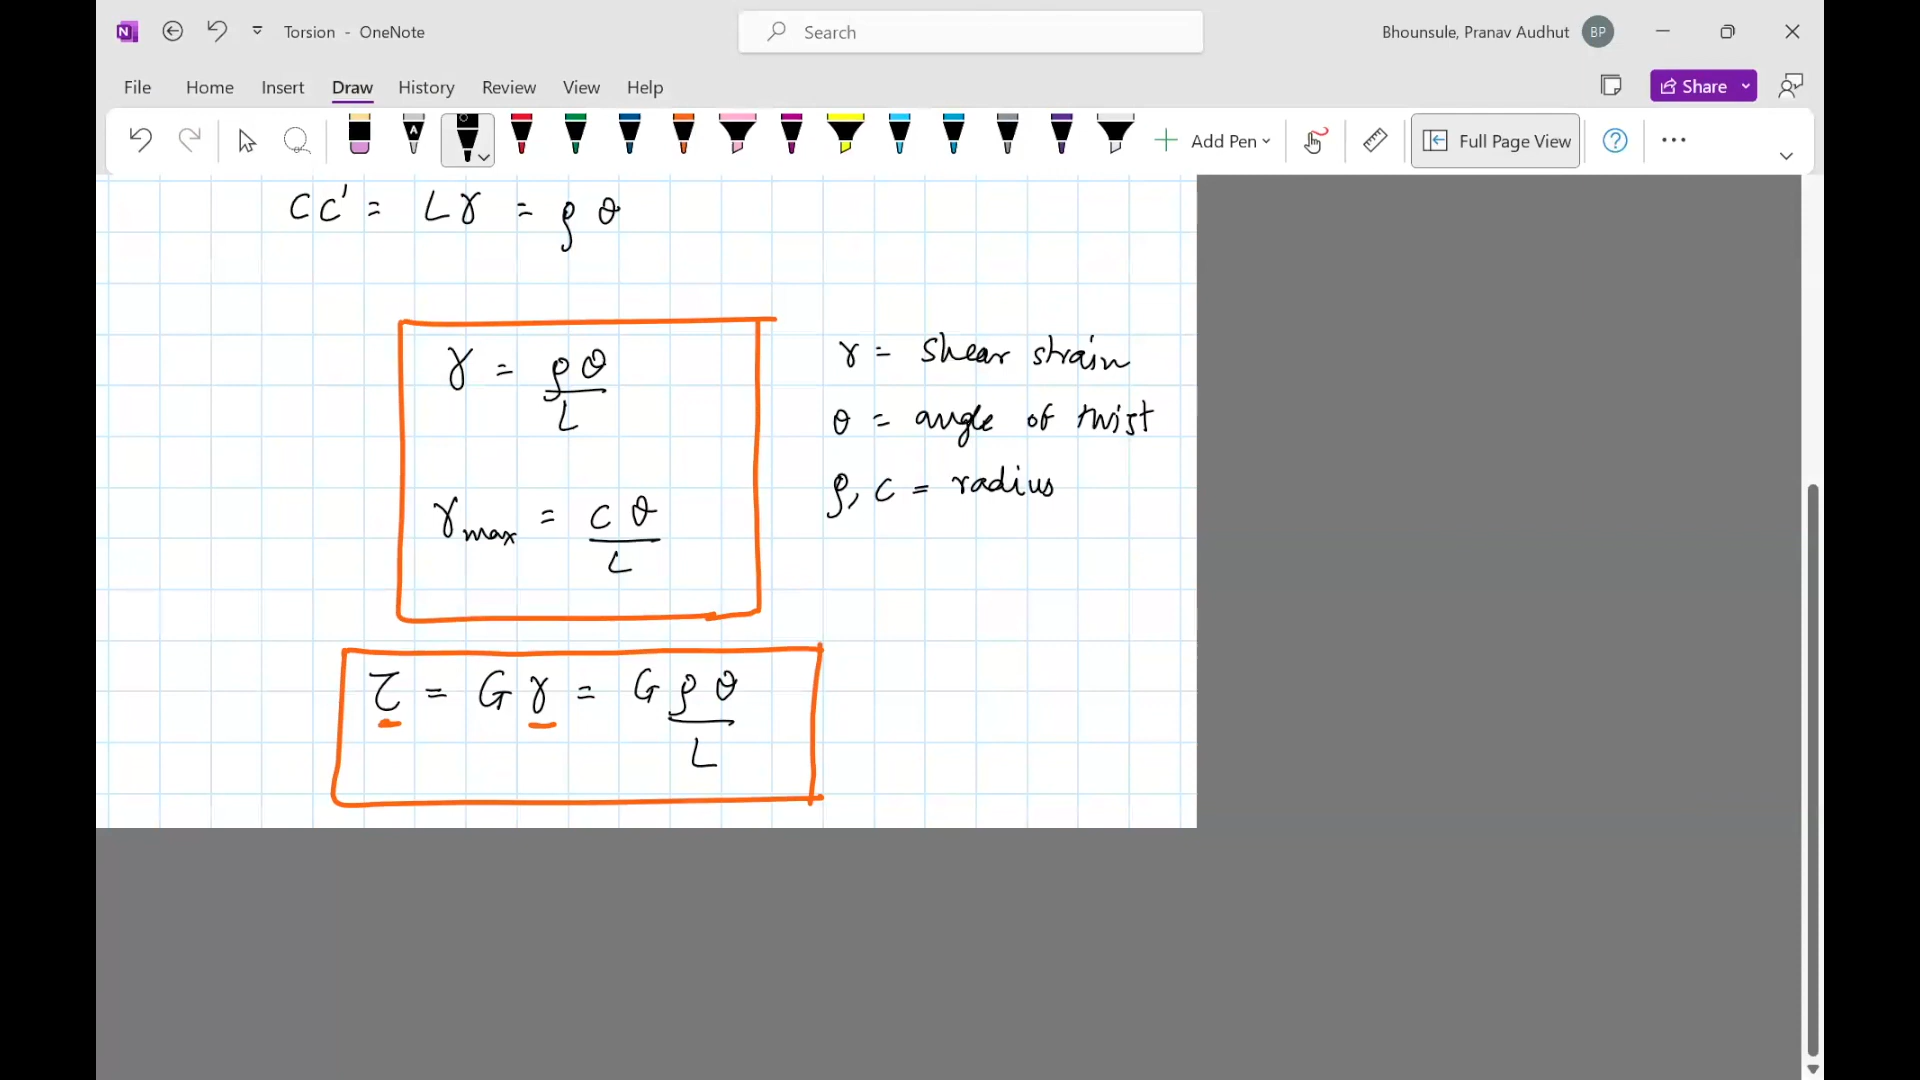 Torsion - OneNote
Search
Bhounsule, Pranav Audhut BP
File Home Insert Draw History Review View Help
Share
A
Add Pen
Full Page View
CC' = Lγ = ρθ
γ = ρθ/L
γmax = cθ/L
γ = shear strain
θ = angle of twist
ρ, c = radius
τ = Gγ = Gρθ/L